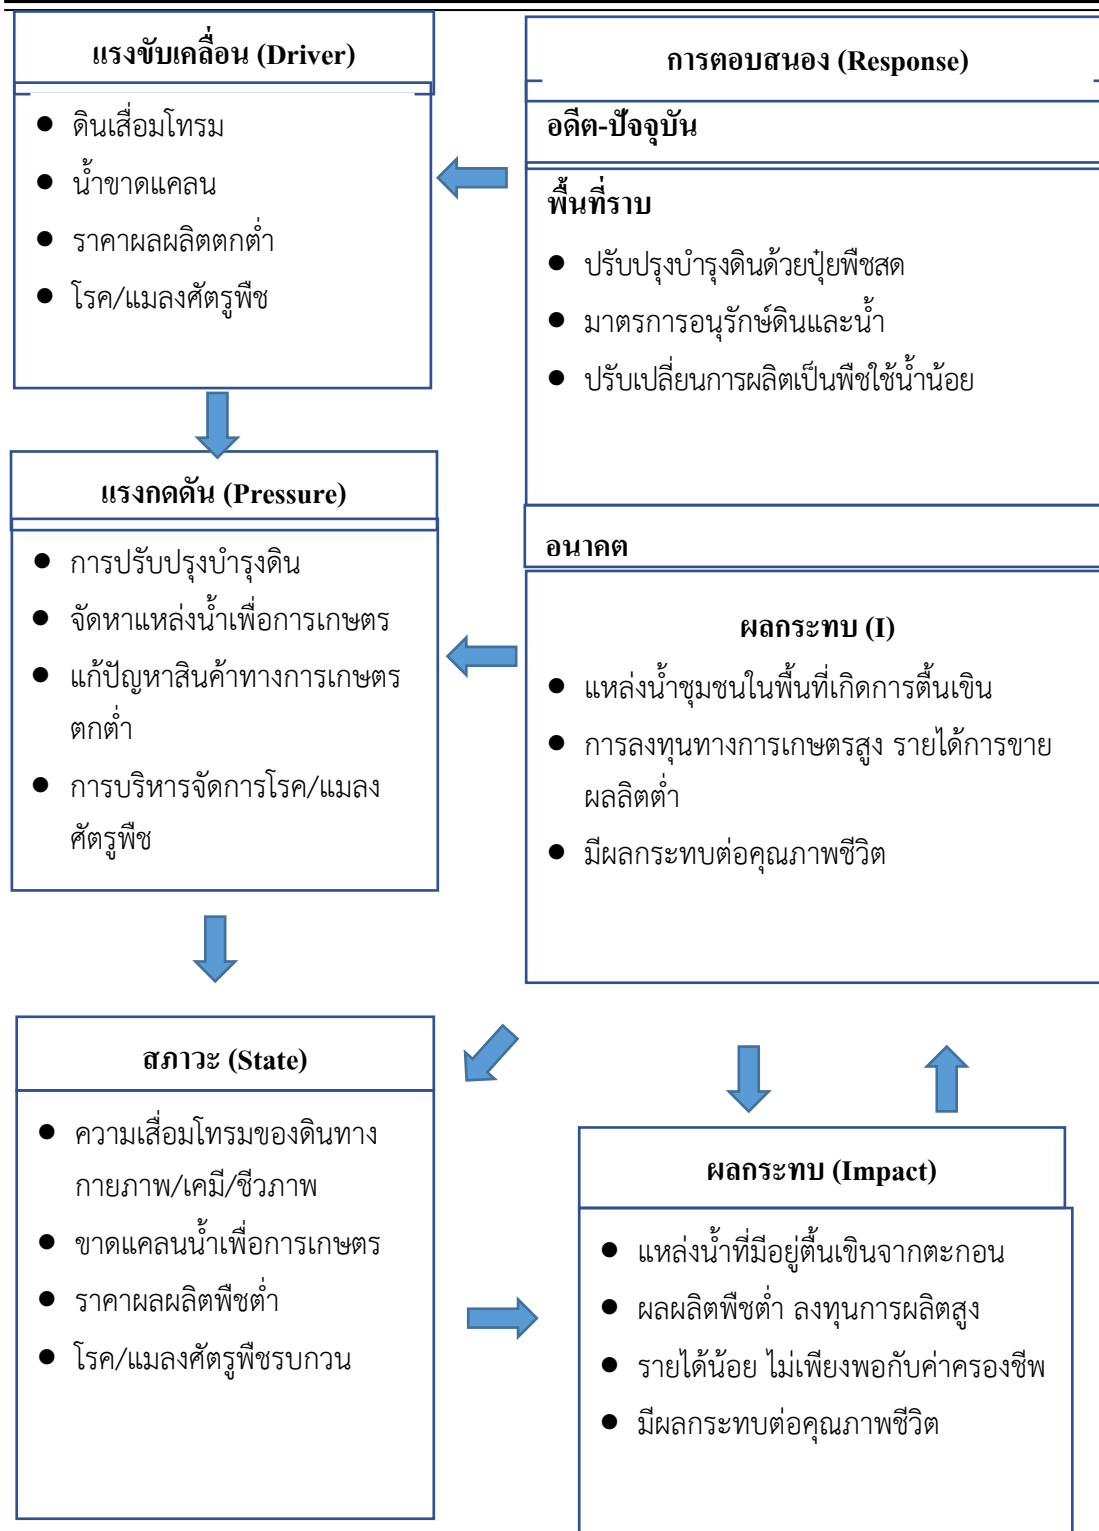 แรงขับเคลื่อน (Driver)
ดินเสื่อมโทรม
น้ำขาดแคลน
ราคาผลผลิตตกต่ำ
โรค/แมลงศัตรูพืช
การตอบสนอง (Response)
อดีต-ปัจจุบัน
พื้นที่ราบ
ปรับปรุงบำรุงดินด้วยปุ๋ยพืชสด
มาตรการอนุรักษ์ดินและน้ำ
ปรับเปลี่ยนการผลิตเป็นพืชใช้น้ำน้อย
แรงกดดัน (Pressure)
การปรับปรุงบำรุงดิน
จัดหาแหล่งน้ำเพื่อการเกษตร
แก้ปัญหาสินค้าทางการเกษตร
ตกต่ำ
การบริหารจัดการโรค/แมลง
ศัตรูพืช
อนาคต
ผลกระทบ (I)
แหล่งน้ำชุมชนในพื้นที่เกิดการตื้นเขิน
การลงทุนทางการเกษตรสูง รายได้การขาย
ผลลิตต่ำ
มีผลกระทบต่อคุณภาพชีวิต
สภาวะ (State)
ความเสื่อมโทรมของดินทาง
กายภาพ/เคมี/ชีวภาพ
ขาดแคลนน้ำเพื่อการเกษตร
ราคาผลผลิตพืชต่ำ
โรค/แมลงศัตรูพืชรบกวน
ผลกระทบ (Impact)
แหล่งน้ำที่มีอยู่ตื้นเขินจากตะกอน
ผลผลิตพืชต่ำ ลงทุนการผลิตสูง
รายได้น้อย ไม่เพียงพอกับค่าครองชีพ
มีผลกระทบต่อคุณภาพชีวิต